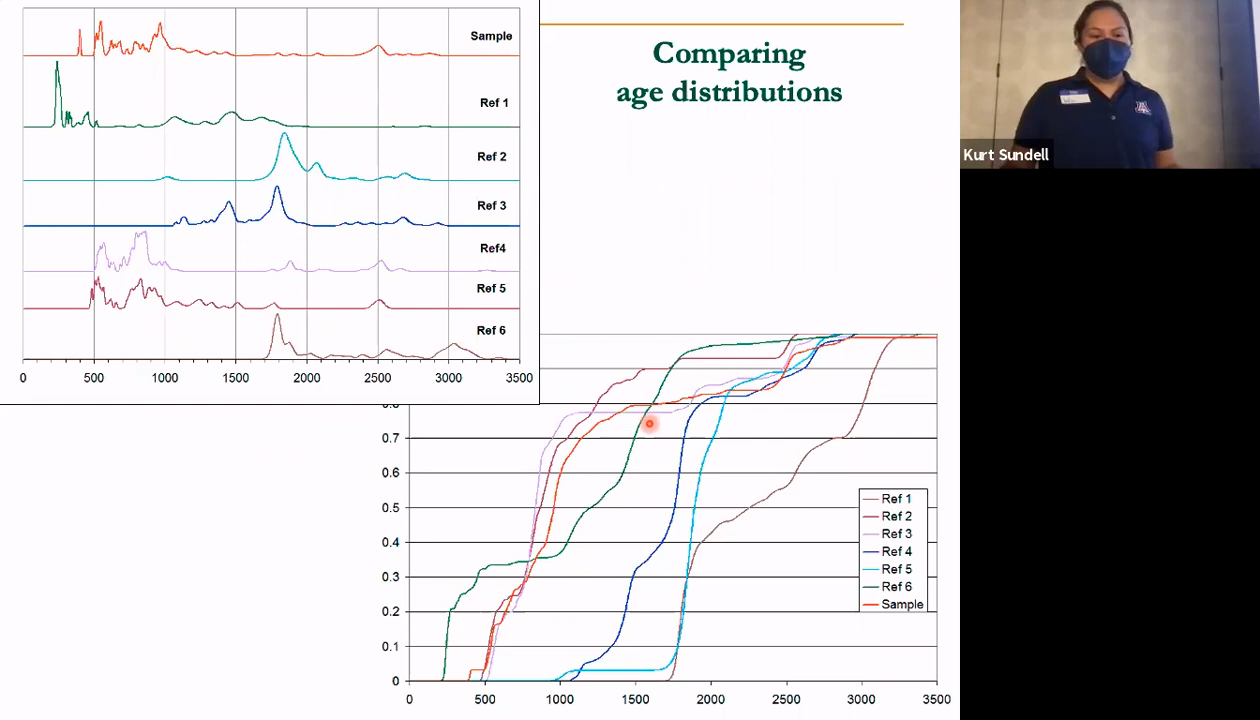 Comparing
age distributions
Sample
Ref 1
Ref 2
Ref 3
Ref4
Ref 5
Ref 6
0 500 1000 1500 2000 2500 3000 3500
Kurt Sundell
0.7
0.6
0.5
0.4
0.3
0.2
0.1
0
0 500 1000 1500 2000 2500 3000 3500
Ref 1
Ref 2
Ref 3
Ref 4
Ref 5
Ref 6
Sample